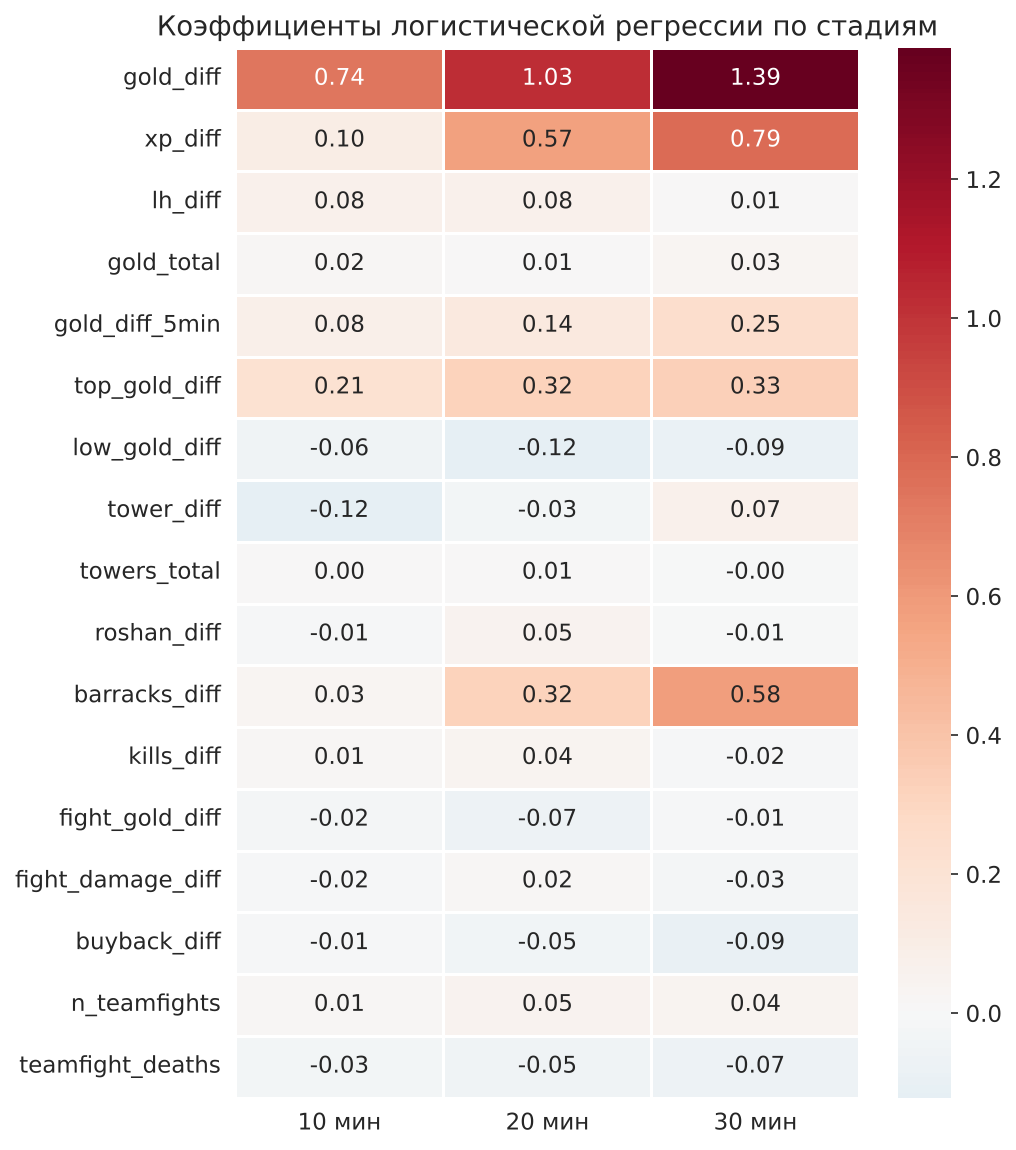 Коэффициенты логистической регрессии по стадиям
gold_diff 0.74 1.03 1.39
xp_diff 0.10 0.57 0.79
lh_diff 0.08 0.08 0.01
gold_total 0.02 0.01 0.03
gold_diff_5min 0.08 0.14 0.25
top_gold_diff 0.21 0.32 0.33
low_gold_diff -0.06 -0.12 -0.09
tower_diff -0.12 -0.03 0.07
towers_total 0.00 0.01 -0.00
roshan_diff -0.01 0.05 -0.01
barracks_diff 0.03 0.32 0.58
kills_diff 0.01 0.04 -0.02
fight_gold_diff -0.02 -0.07 -0.01
fight_damage_diff -0.02 0.02 -0.03
buyback_diff -0.01 -0.05 -0.09
n_teamfights 0.01 0.05 0.04
teamfight_deaths -0.03 -0.05 -0.07
10 мин 20 мин 30 мин
1.2
1.0
0.8
0.6
0.4
0.2
0.0